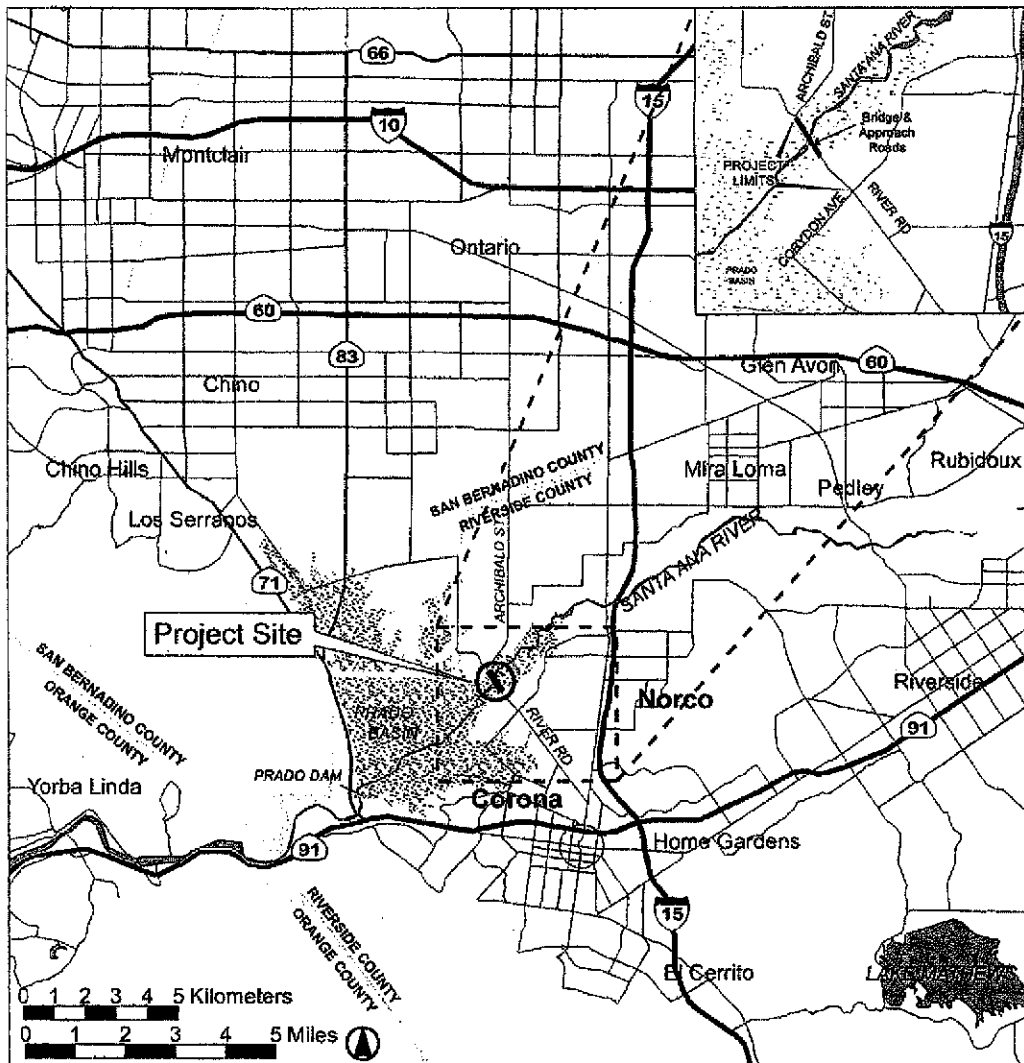 66
15
10
Montclair
Ontario
60
83
Chino
Glen Avon
60
Chino Hills
Mira Loma
Rubidoux
Pedley
Los Serranos
SAN BERNADINO COUNTY
RIVERSIDE COUNTY
ARCHIBALD ST.
SANTA ANA RIVER
71
Project Site
SAN BERNADINO COUNTY
ORANGE COUNTY
PRADO
BASIN
RIVER RD
Norco
Riverside
91
Yorba Linda
PRADO DAM
Corona
91
Home Gardens
RIVERSIDE COUNTY
ORANGE COUNTY
15
El Cerrito
LAKE MATHEWS
0 1 2 3 4 5 Kilometers
0 1 2 3 4 5 Miles
ARCHIBALD ST.
SANTA ANA RIVER
Bridge &
Approach
Roads
PROJECT
LIMITS
CORYDON AVE
RIVER RD
15
PRADO
BASIN